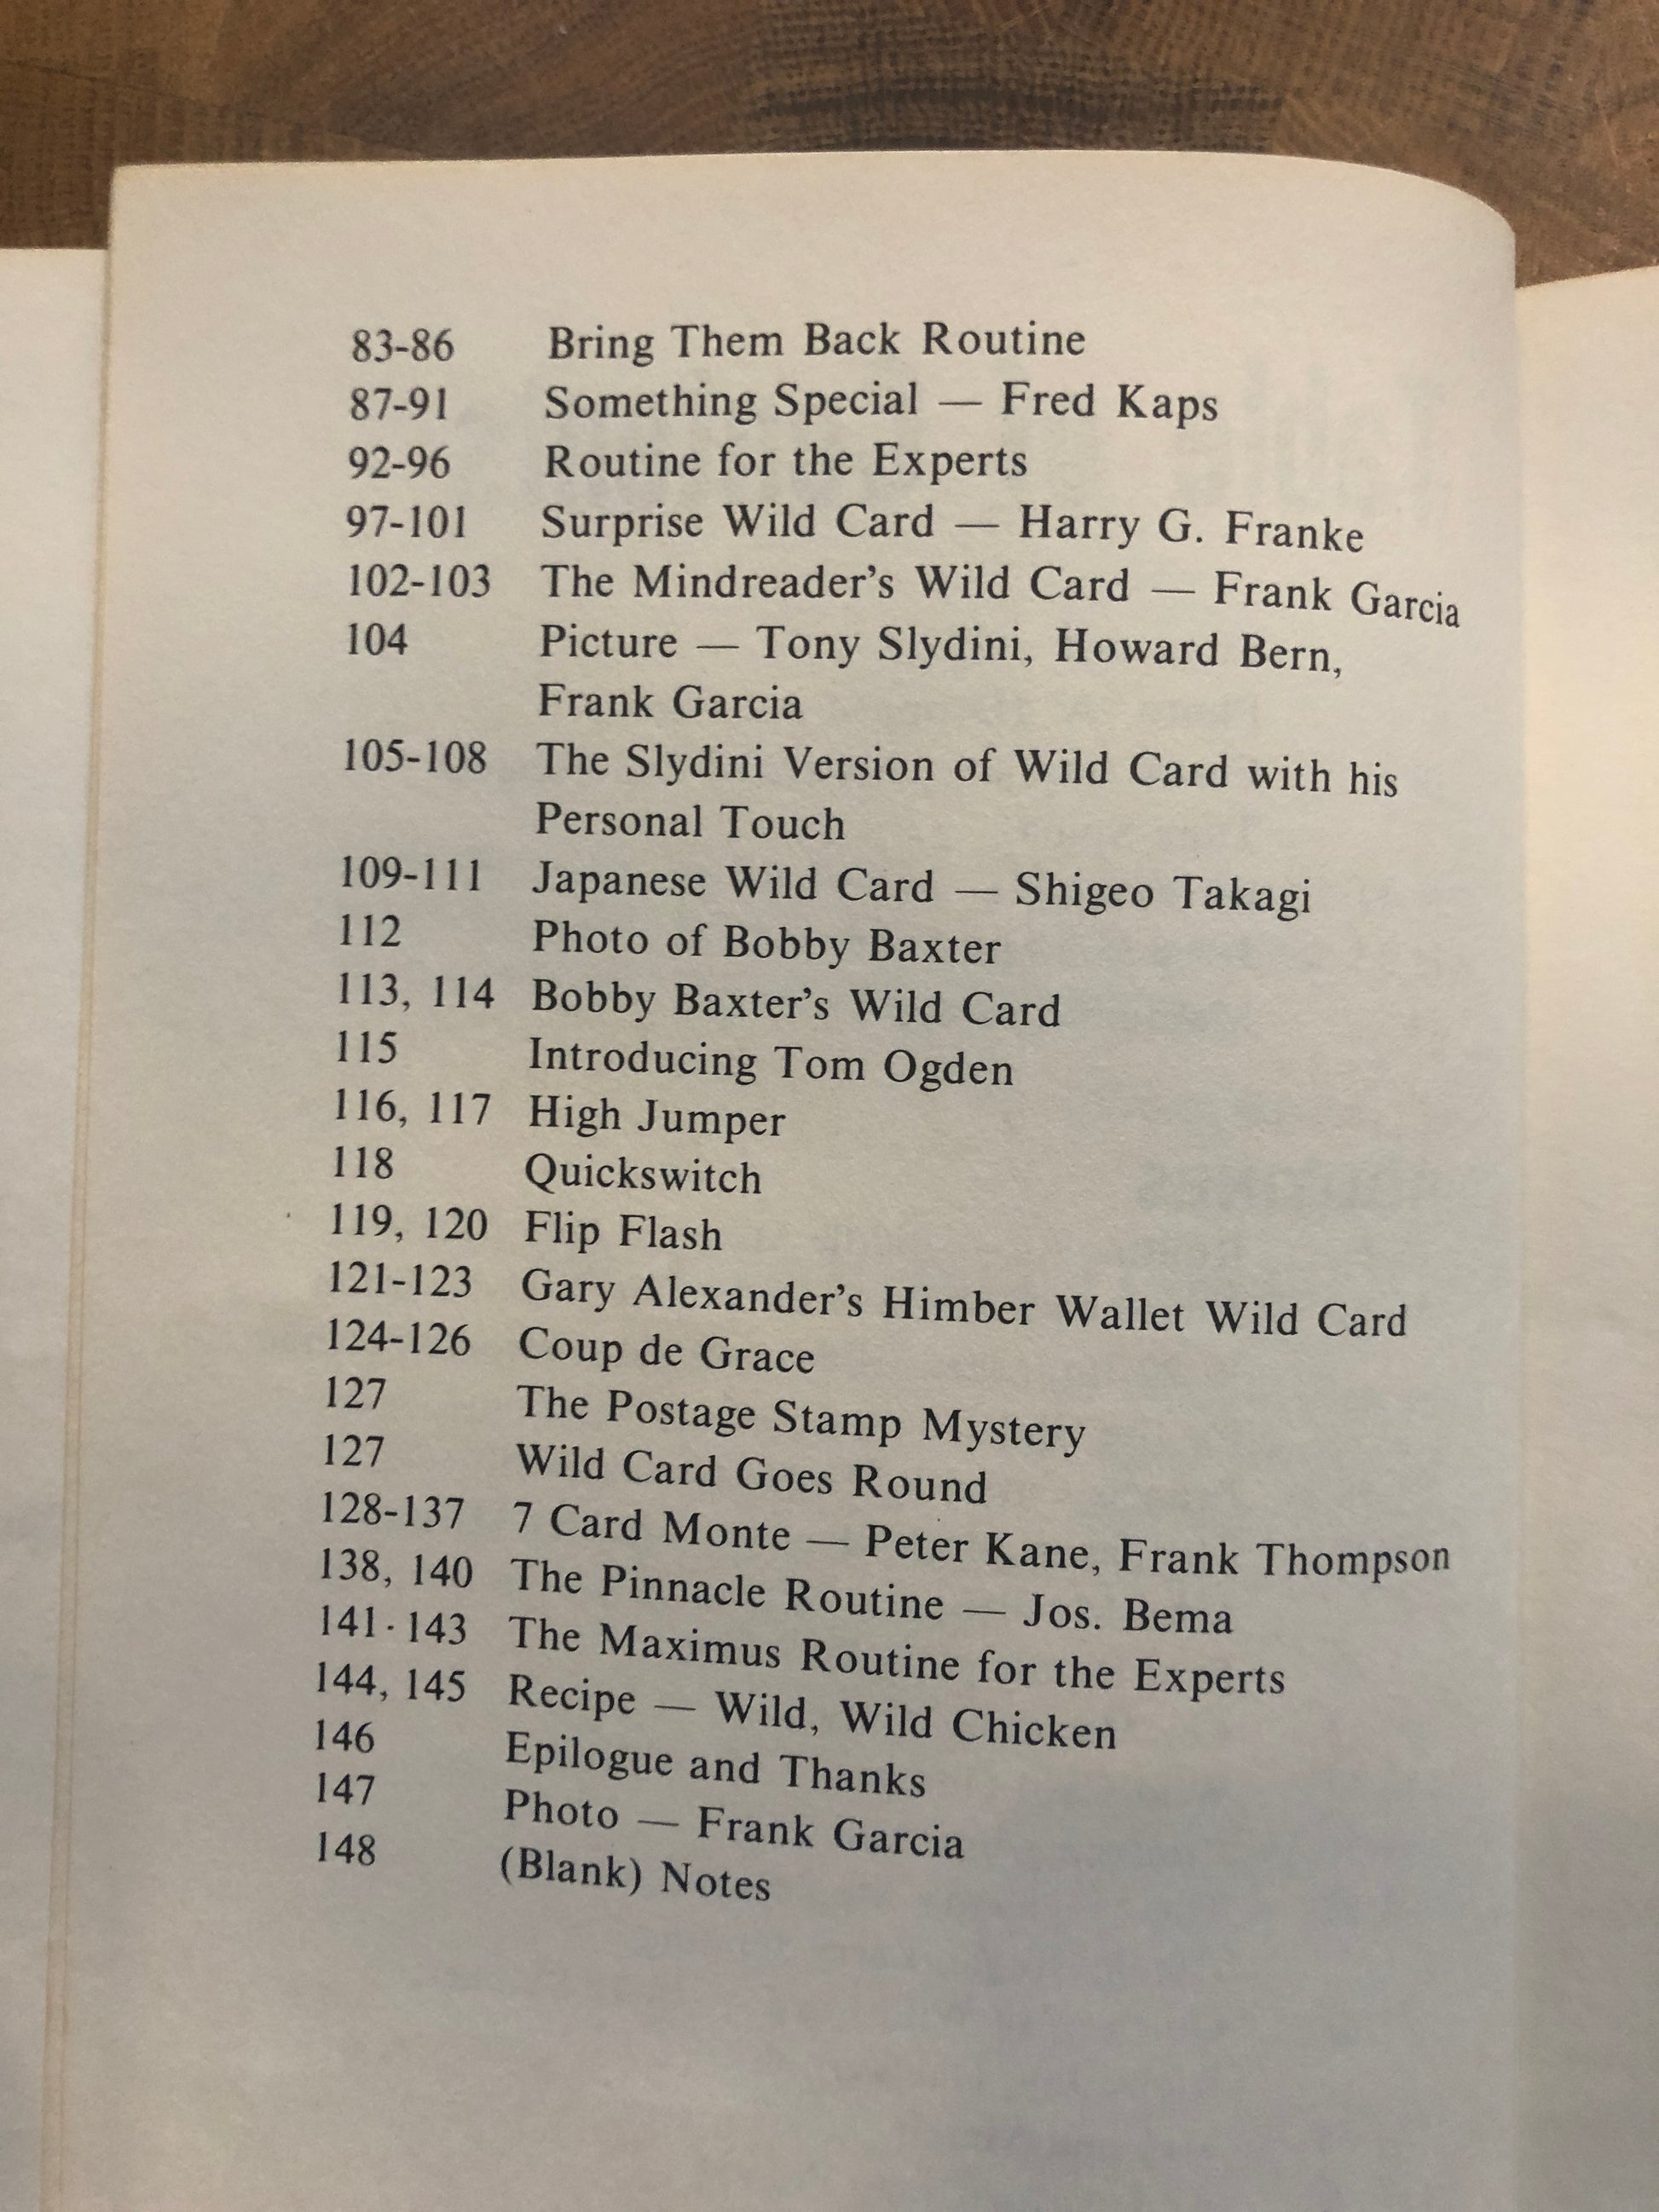 83-86 Bring Them Back Routine
87-91 Something Special — Fred Kaps
92-96 Routine for the Experts
97-101 Surprise Wild Card — Harry G. Franke
102-103 The Mindreader's Wild Card — Frank Garcia
104 Picture — Tony Slydini, Howard Bern,
Frank Garcia
105-108 The Slydini Version of Wild Card with his
Personal Touch
109-111 Japanese Wild Card — Shigeo Takagi
112 Photo of Bobby Baxter
113, 114 Bobby Baxter's Wild Card
115 Introducing Tom Ogden
116, 117 High Jumper
118 Quickswitch
119, 120 Flip Flash
121-123 Gary Alexander's Himber Wallet Wild Card
124-126 Coup de Grace
127 The Postage Stamp Mystery
127 Wild Card Goes Round
128-137 7 Card Monte — Peter Kane, Frank Thompson
138, 140 The Pinnacle Routine — Jos. Bema
141-143 The Maximus Routine for the Experts
144, 145 Recipe — Wild, Wild Chicken
146 Epilogue and Thanks
147 Photo — Frank Garcia
148 (Blank) Notes